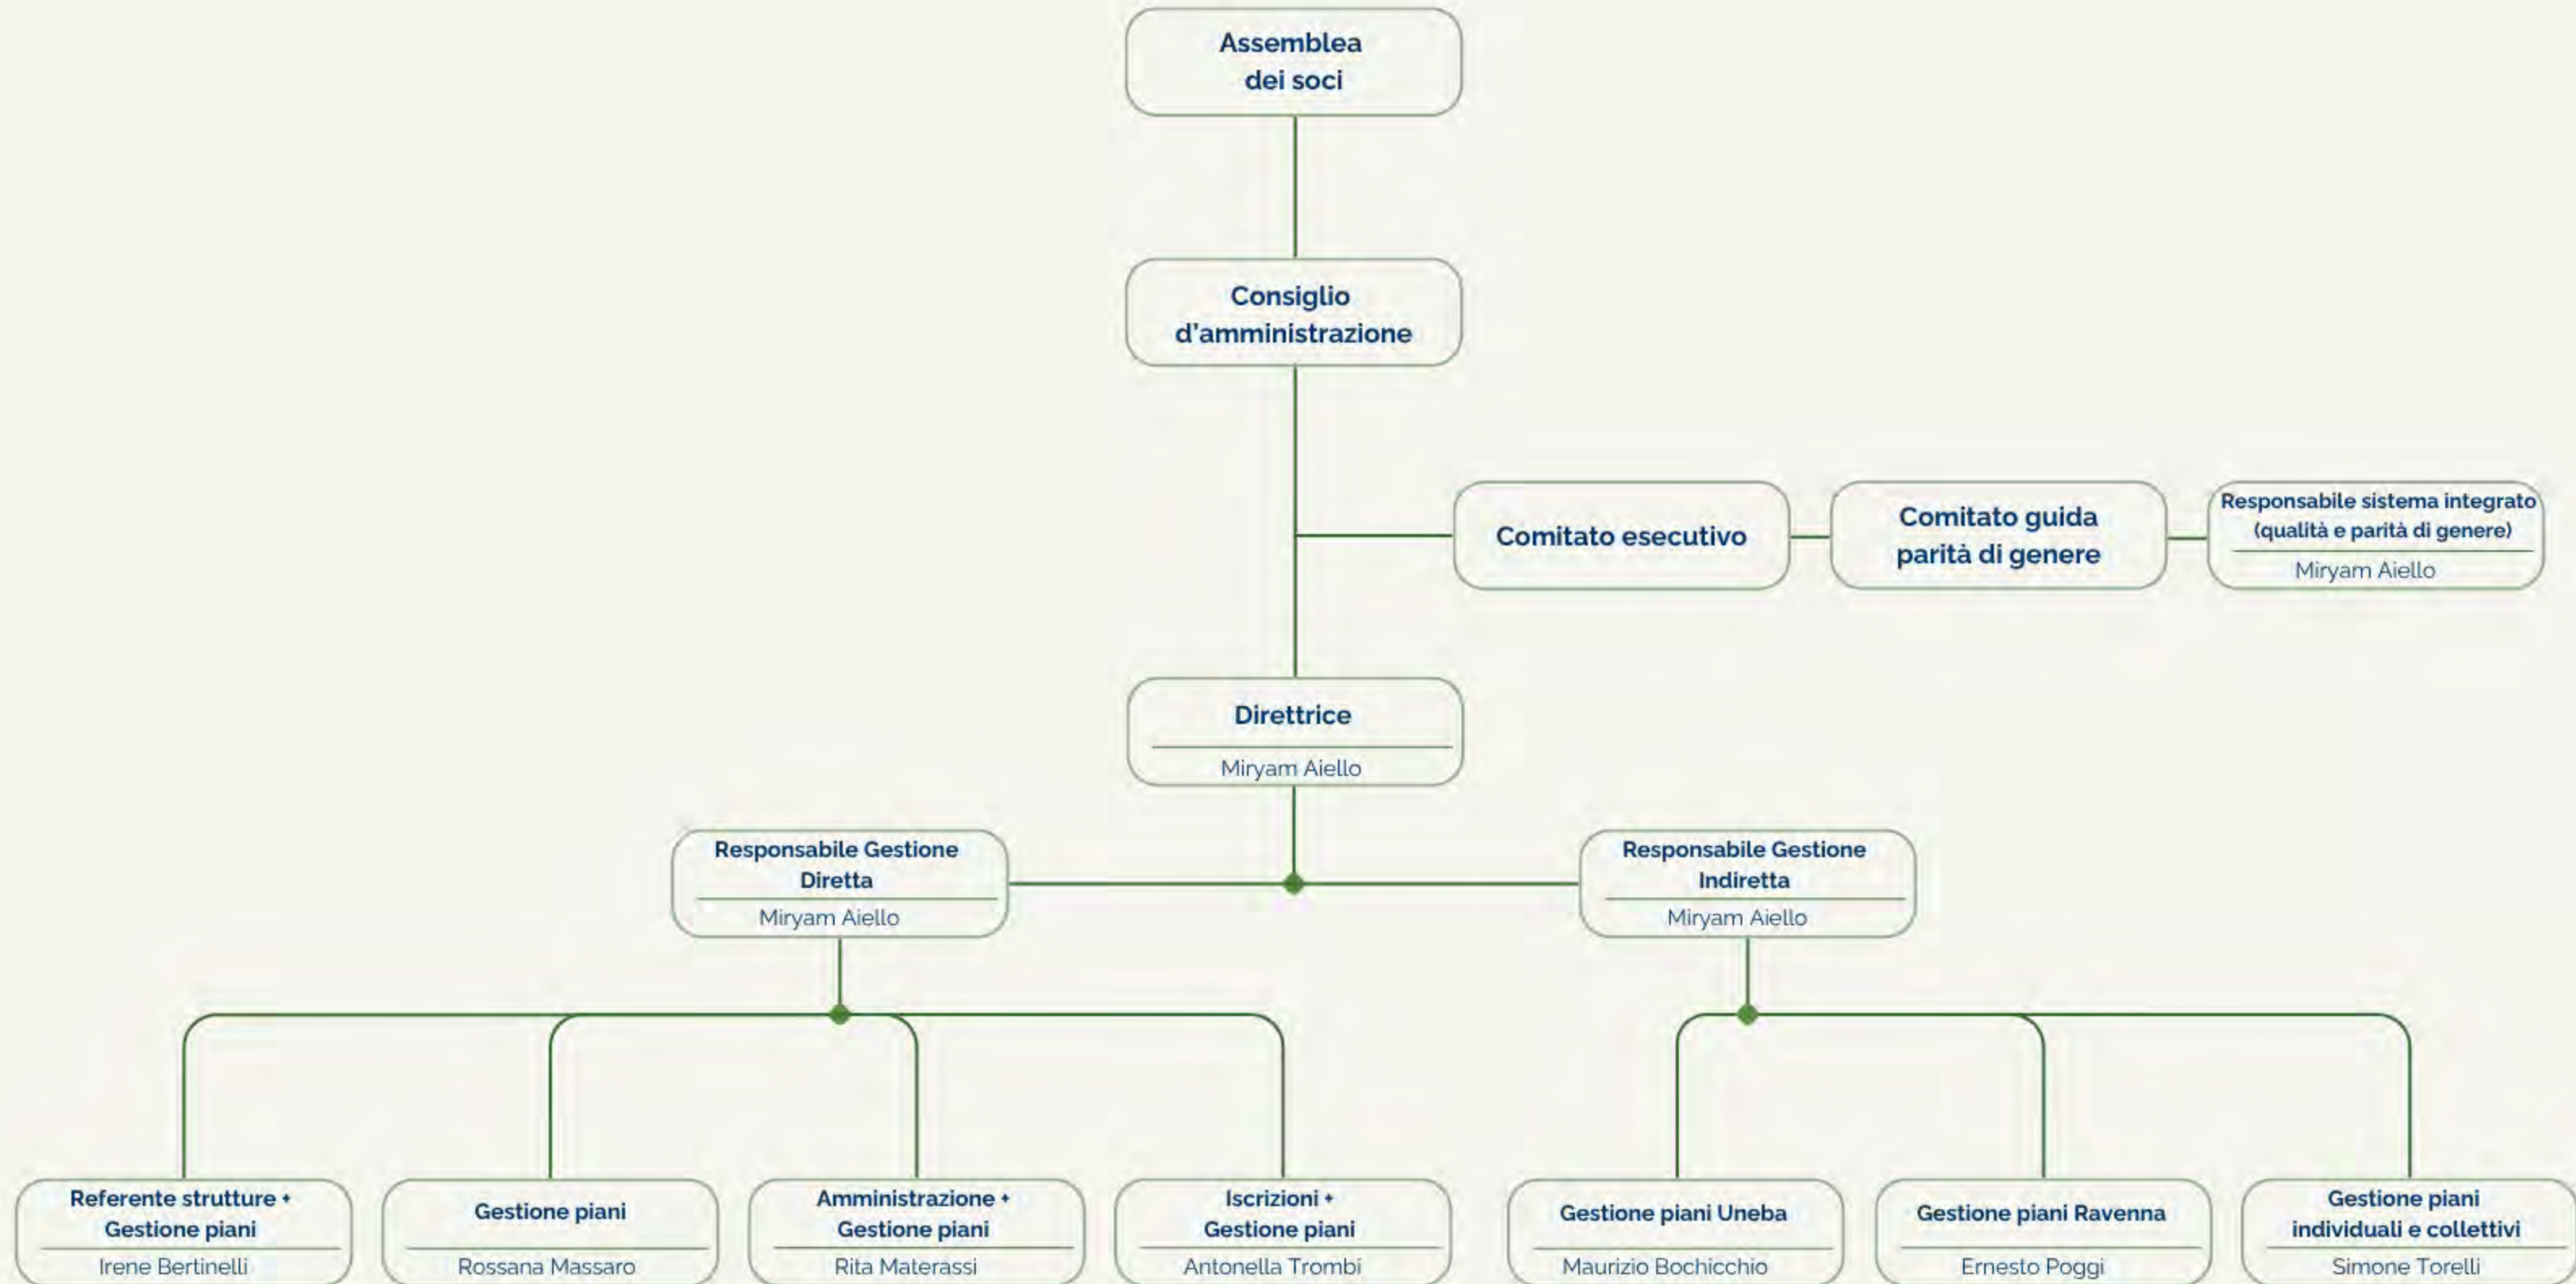 Assemblea
dei soci
Consiglio
d'amministrazione
Comitato esecutivo
Comitato guida
parità di genere
Responsabile sistema integrato
(qualità e parità di genere)
Miryam Aiello
Direttrice
Miryam Aiello
Responsabile Gestione
Diretta
Miryam Aiello
Responsabile Gestione
Indiretta
Miryam Aiello
Referente strutture +
Gestione piani
Irene Bertinelli
Gestione piani
Rossana Massaro
Amministrazione +
Gestione piani
Rita Materassi
Iscrizioni +
Gestione piani
Antonella Trombi
Gestione piani Uneba
Maurizio Bochicchio
Gestione piani Ravenna
Ernesto Poggi
Gestione piani
individuali e collettivi
Simone Torelli